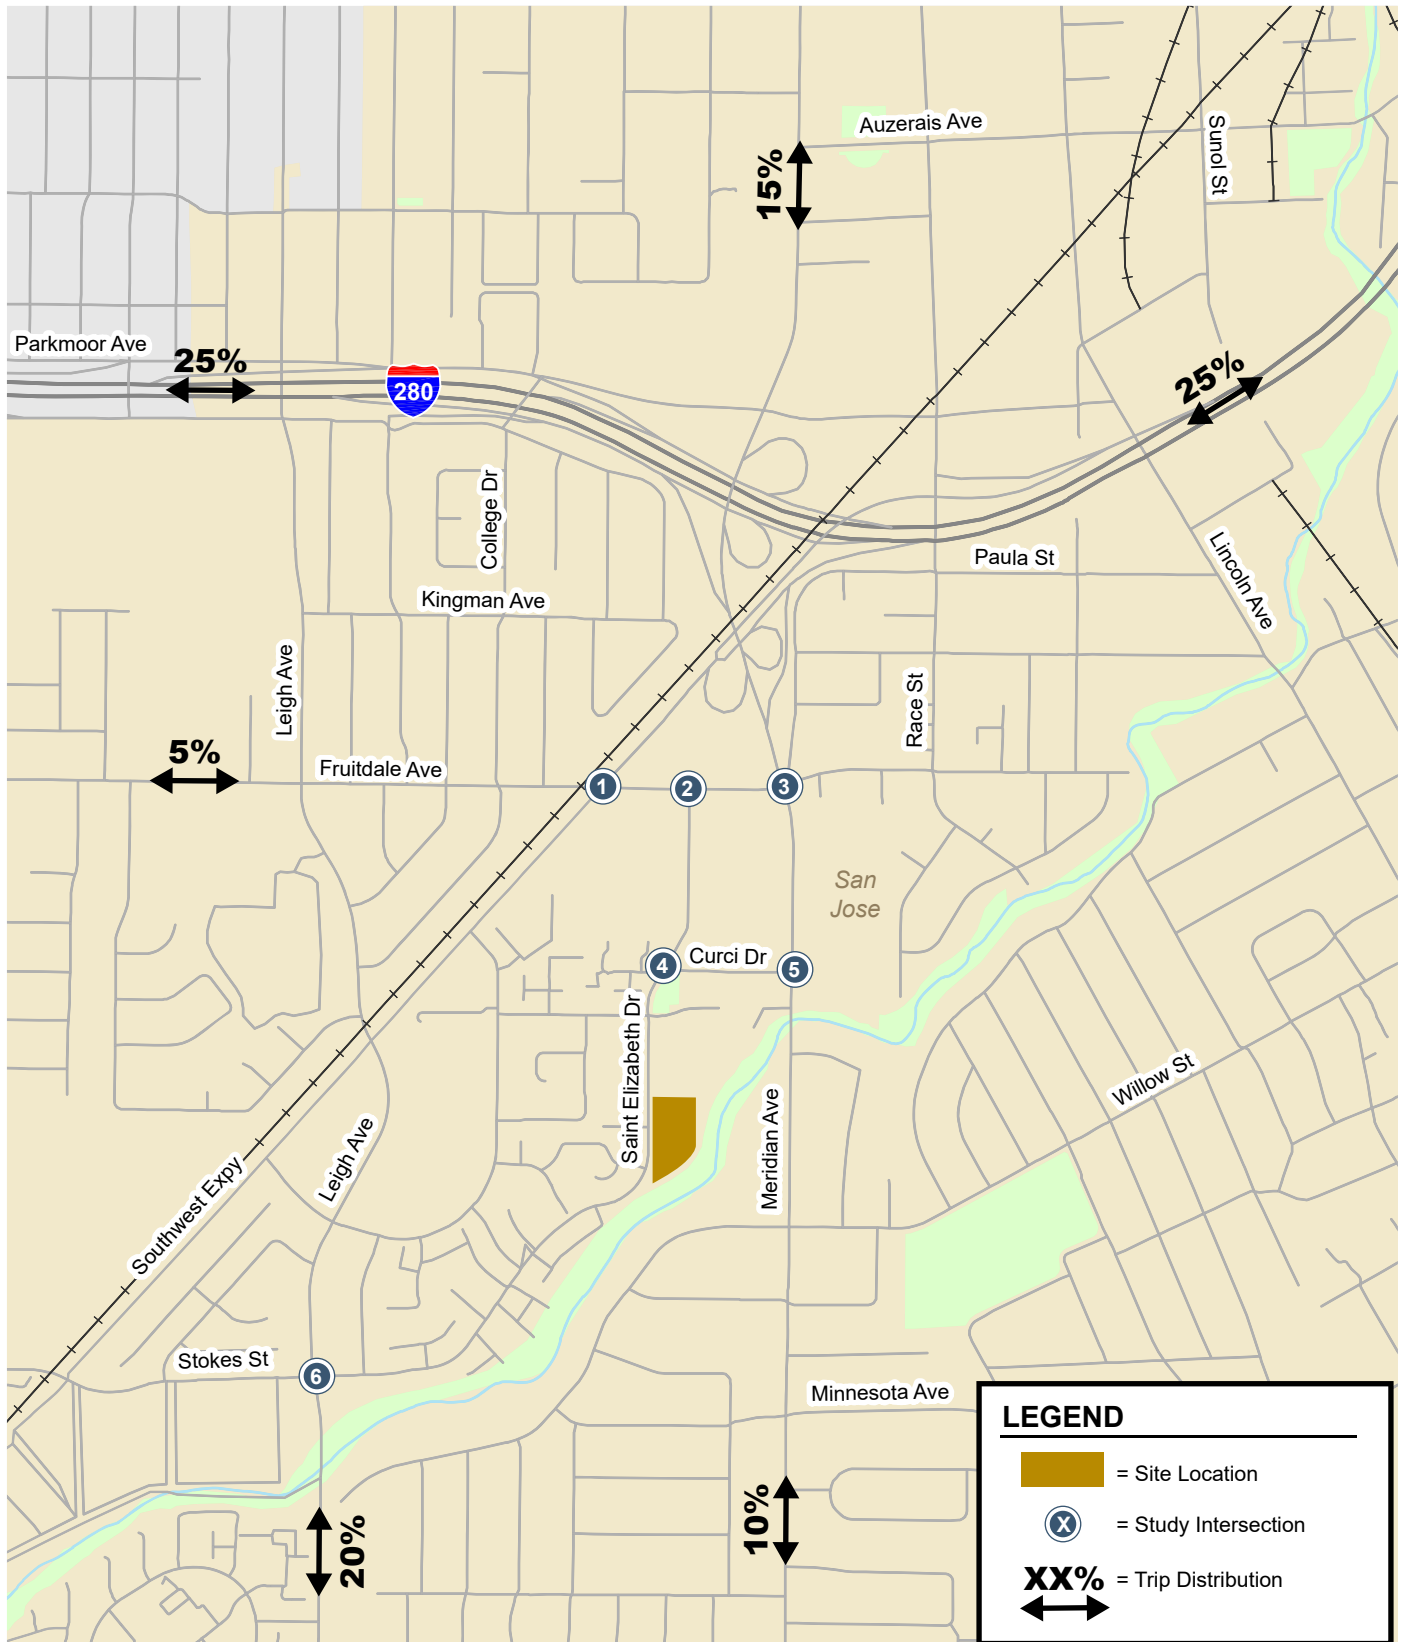 Auzerais Ave
Sunol St
15%
Parkmoor Ave
25%
280
25%
College Dr
Paula St
Lincoln Ave
Kingman Ave
Leigh Ave
Race St
5%
Fruitdale Ave
1
2
3
San
Jose
4
Curci Dr
5
Saint Elizabeth Dr
Willow St
Meridian Ave
Leigh Ave
Southwest Expy
Stokes St
6
Minnesota Ave
10%
20%
LEGEND
= Site Location
X
= Study Intersection
XX%
= Trip Distribution